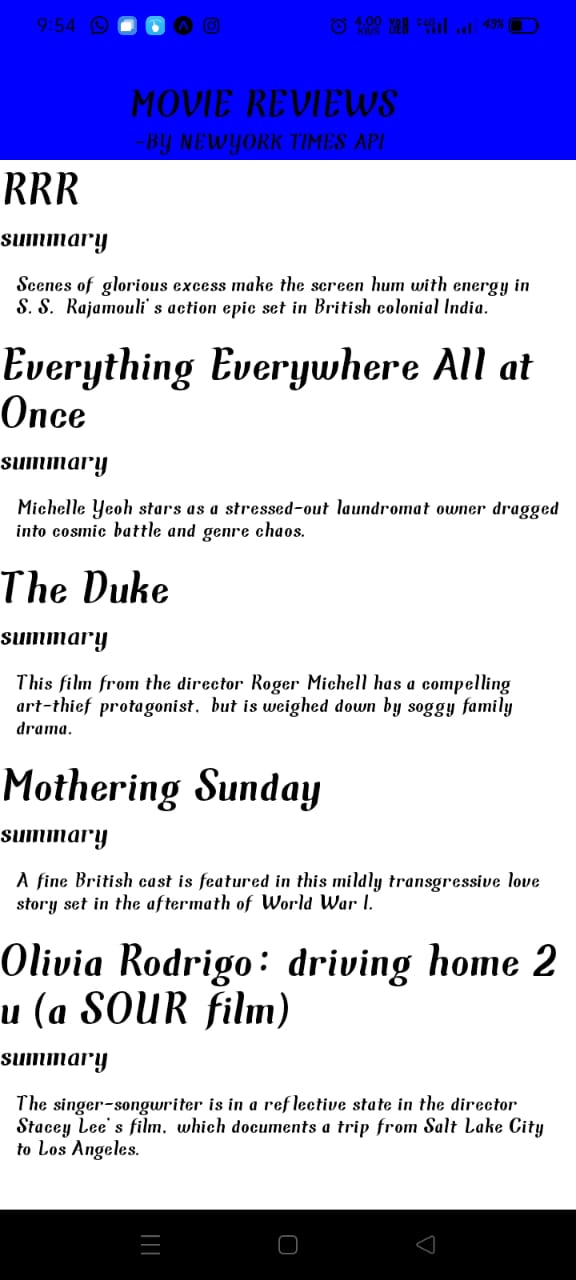 9:54
43%
MOVIE REVIEWS
-BY NEWYORK TIMES API
RRR
summary
Scenes of glorious excess make the screen hum with energy in
S. S. Rajamouli's action epic set in British colonial India.
Everything Everywhere All at
Once
summary
Michelle Yeoh stars as a stressed-out laundromat owner dragged
into cosmic battle and genre chaos.
The Duke
summary
This film from the director Roger Michell has a compelling
art-thief protagonist, but is weighed down by soggy family
drama.
Mothering Sunday
summary
A fine British cast is featured in this mildly transgressive love
story set in the aftermath of World War I.
Olivia Rodrigo: driving home 2
u (a SOUR film)
summary
The singer-songwriter is in a reflective state in the director
Stacey Lee's film, which documents a trip from Salt Lake City
to Los Angeles.